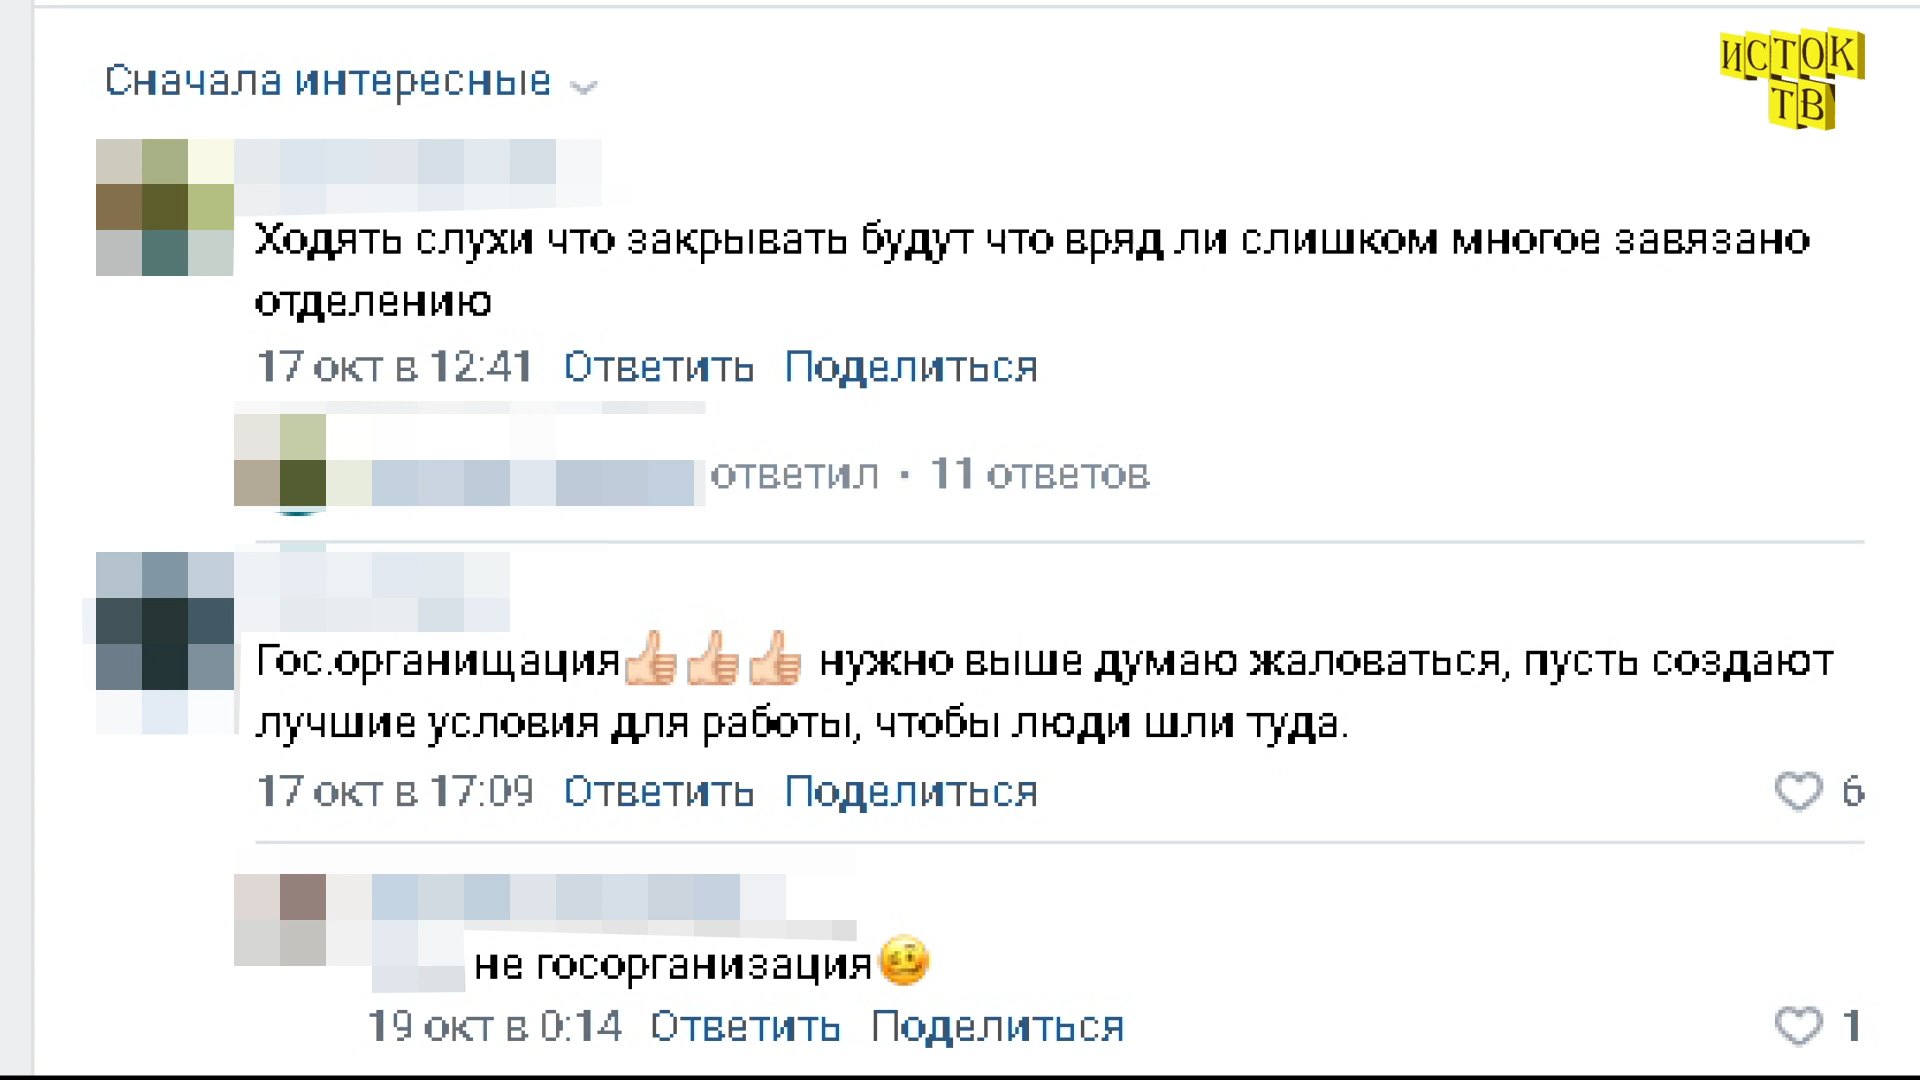 ИСТОК
ТВ
Сначала интересные
Ходять слухи что закрывать будут что вряд ли слишком многое завязано
отделению
17 окт в 12:41 Ответить Поделиться
ответил · 11 ответов
Гос.органищация👍🏻👍🏻👍🏻 нужно выше думаю жаловаться, пусть создают
лучшие условия для работы, чтобы люди шли туда.
17 окт в 17:09 Ответить Поделиться 6
не госорганизация🥴
19 окт в 0:14 Ответить Поделиться 1